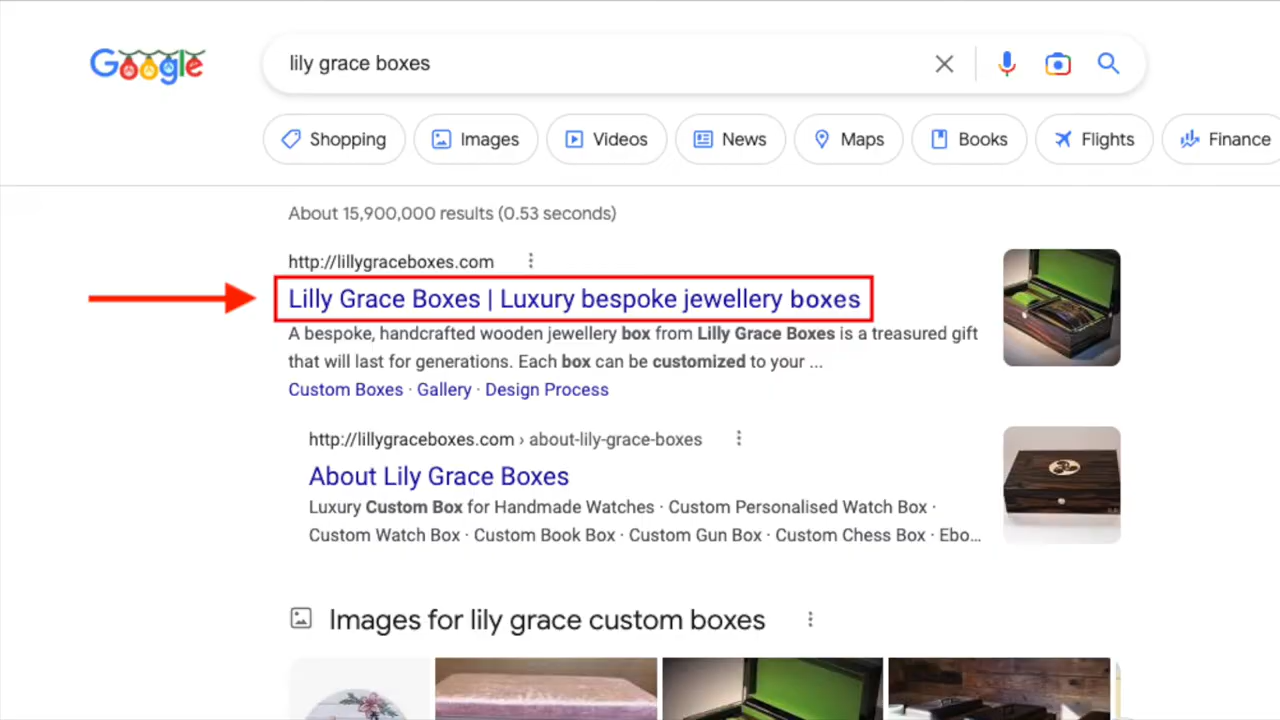 Google
lily grace boxes
Shopping
Images
Videos
News
Maps
Books
Flights
Finance
About 15,900,000 results (0.53 seconds)
http://lillygraceboxes.com
Lilly Grace Boxes | Luxury bespoke jewellery boxes
A bespoke, handcrafted wooden jewellery box from Lilly Grace Boxes is a treasured gift
that will last for generations. Each box can be customized to your ...
Custom Boxes · Gallery · Design Process
http://lillygraceboxes.com › about-lily-grace-boxes
About Lily Grace Boxes
Luxury Custom Box for Handmade Watches · Custom Personalised Watch Box ·
Custom Watch Box · Custom Book Box · Custom Gun Box · Custom Chess Box · Ebo...
Images for lily grace custom boxes